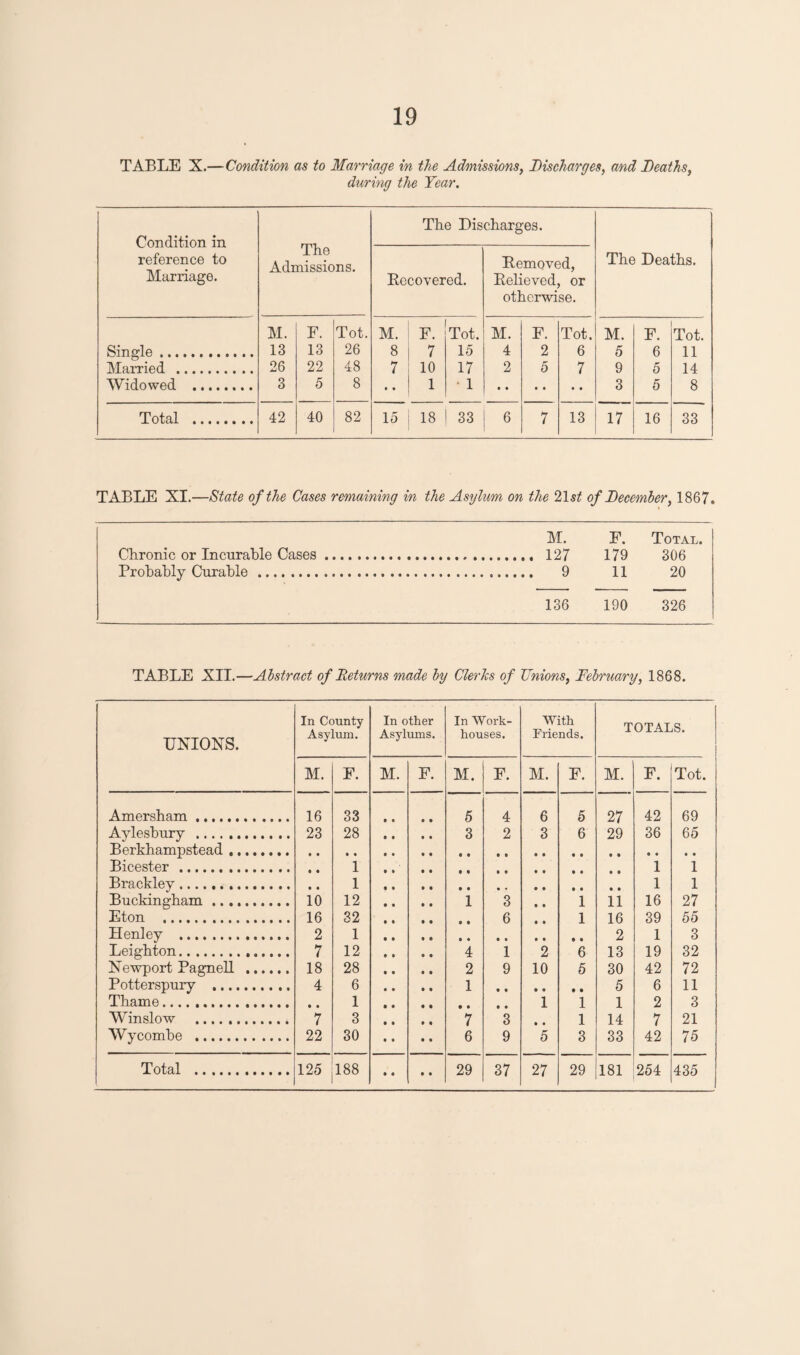 19
TABLE X.—Condition as to Marriage in the Admissions, Discharges, and Deaths,
during the Year.
Condition in reference to Marriage. | The Admissions. | The Discharges. | The Deaths.
Recovered. | Removed, Relieved, or otherwise.
M. | F. | Tot. | M. | F. | Tot. | M. | F. | Tot. | M. | F. | Tot.
Single ............ | 13 | 13 | 26 | 8 | 7 | 15 | 4 | 2 | 6 | 5 | 6 | 11
Married .......... | 26 | 22 | 48 | 7 | 10 | 17 | 2 | 5 | 7 | 9 | 5 | 14
Widowed ........ | 3 | 5 | 8 | .. | 1 | 1 | .. | .. | .. | 3 | 5 | 8
Total ........ | 42 | 40 | 82 | 15 | 18 | 33 | 6 | 7 | 13 | 17 | 16 | 33
TABLE XI.—State of the Cases remaining in the Asylum on the 21st of December, 1867.
M. F. TOTAL.
Chronic or Incurable Cases ........................ 127 179 306
Probably Curable .............................. 9 11 20
136 190 326
TABLE XII.—Abstract of Returns made by Clerks of Unions, February, 1868.
UNIONS. | In County Asylum. | In other Asylums. | In Workhouses. | With Friends. | TOTALS.
M. | F. | M. | F. | M. | F. | M. | F. | M. | F. | Tot.
Amersham ............ | 16 | 33 | .. | .. | 5 | 4 | 6 | 5 | 27 | 42 | 69
Aylesbury ............ | 23 | 28 | .. | .. | 3 | 2 | 3 | 6 | 29 | 36 | 65
Berkhampstead ........ | .. | .. | .. | .. | .. | .. | .. | .. | .. | .. | ..
Bicester .............. | .. | 1 | .. | .. | .. | .. | .. | .. | .. | 1 | 1
Brackley .............. | .. | 1 | .. | .. | .. | .. | .. | .. | .. | 1 | 1
Buckingham .......... | 10 | 12 | .. | .. | 1 | 3 | .. | 1 | 11 | 16 | 27
Eton ................ | 16 | 32 | .. | .. | .. | 6 | .. | 1 | 16 | 39 | 55
Henley .............. | 2 | 1 | .. | .. | .. | .. | .. | .. | 2 | 1 | 3
Leighton .............. | 7 | 12 | .. | .. | 4 | 1 | 2 | 6 | 13 | 19 | 32
Newport Pagnell ...... | 18 | 28 | .. | .. | 2 | 9 | 10 | 5 | 30 | 42 | 72
Potterspury .......... | 4 | 6 | .. | .. | 1 | .. | .. | .. | 5 | 6 | 11
Thame ................ | .. | 1 | .. | .. | .. | .. | 1 | 1 | 1 | 2 | 3
Winslow ............ | 7 | 3 | .. | .. | 7 | 3 | .. | 1 | 14 | 7 | 21
Wycombe ............ | 22 | 30 | .. | .. | 6 | 9 | 5 | 3 | 33 | 42 | 75
Total ............ | 125 | 188 | .. | .. | 29 | 37 | 27 | 29 | 181 | 254 | 435